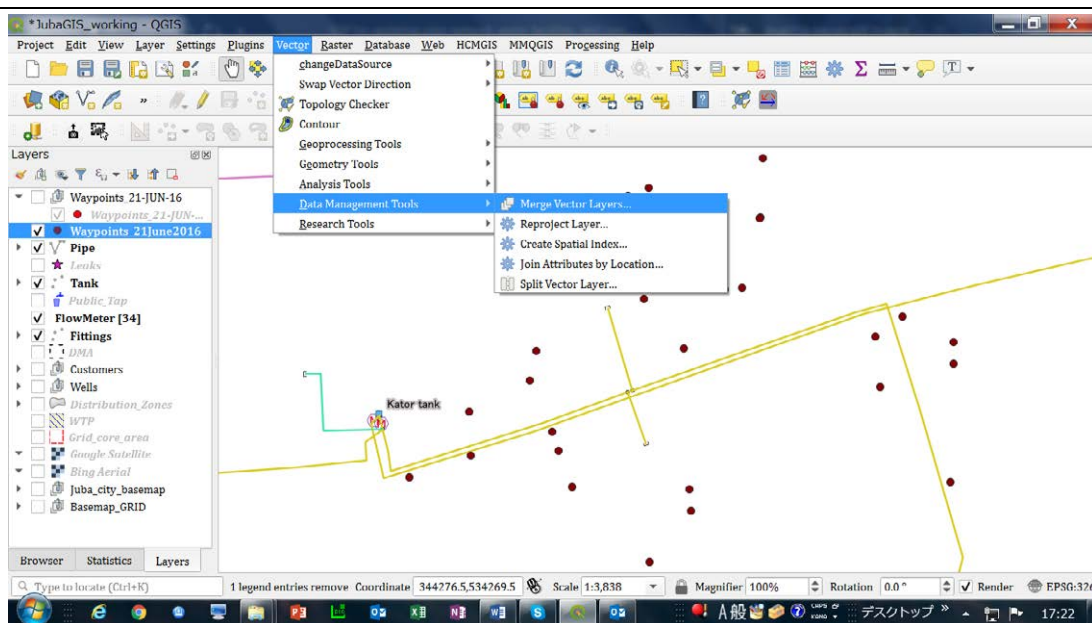 *JubaGIS_working - QGIS
Project Edit View Layer Settings Plugins Vector Raster Database Web HCMGIS MMQGIS Processing Help
changeDataSource
Swap Vector Direction
Topology Checker
Contour
Geoprocessing Tools
Geometry Tools
Analysis Tools
Data Management Tools
Research Tools
Merge Vector Layers...
Reproject Layer...
Create Spatial Index...
Join Attributes by Location...
Split Vector Layer...
Layers
Waypoints_21-JUN-16
Waypoints_21-JUN-...
Waypoints_21June2016
Pipe
Leaks
Tank
Public_Tap
FlowMeter [34]
Fittings
DMA
Customers
Wells
Distribution_Zones
WTP
Grid_core_area
Google Satellite
Bing Aerial
Juba_city_basemap
Basemap_GRID
Kator tank
Browser Statistics Layers
Type to locate (Ctrl+K) 1 legend entries remove Coordinate 344276.5,534269.5 Scale 1:3,838 Magnifier 100% Rotation 0.0 ° Render EPSG:326
A 般 デスクトップ 17:22